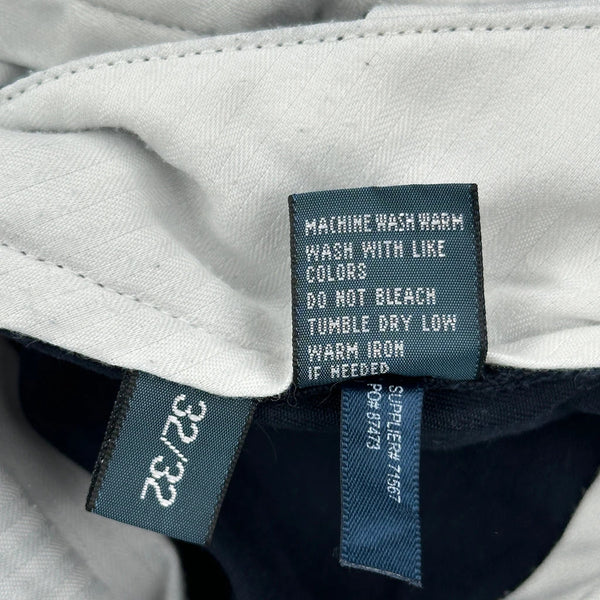 MACHINE WASH WARM
WASH WITH LIKE
COLORS
DO NOT BLEACH
TUMBLE DRY LOW
WARM IRON
IF NEEDED
32/32
SUPPLIER# 71567
PO# 87473